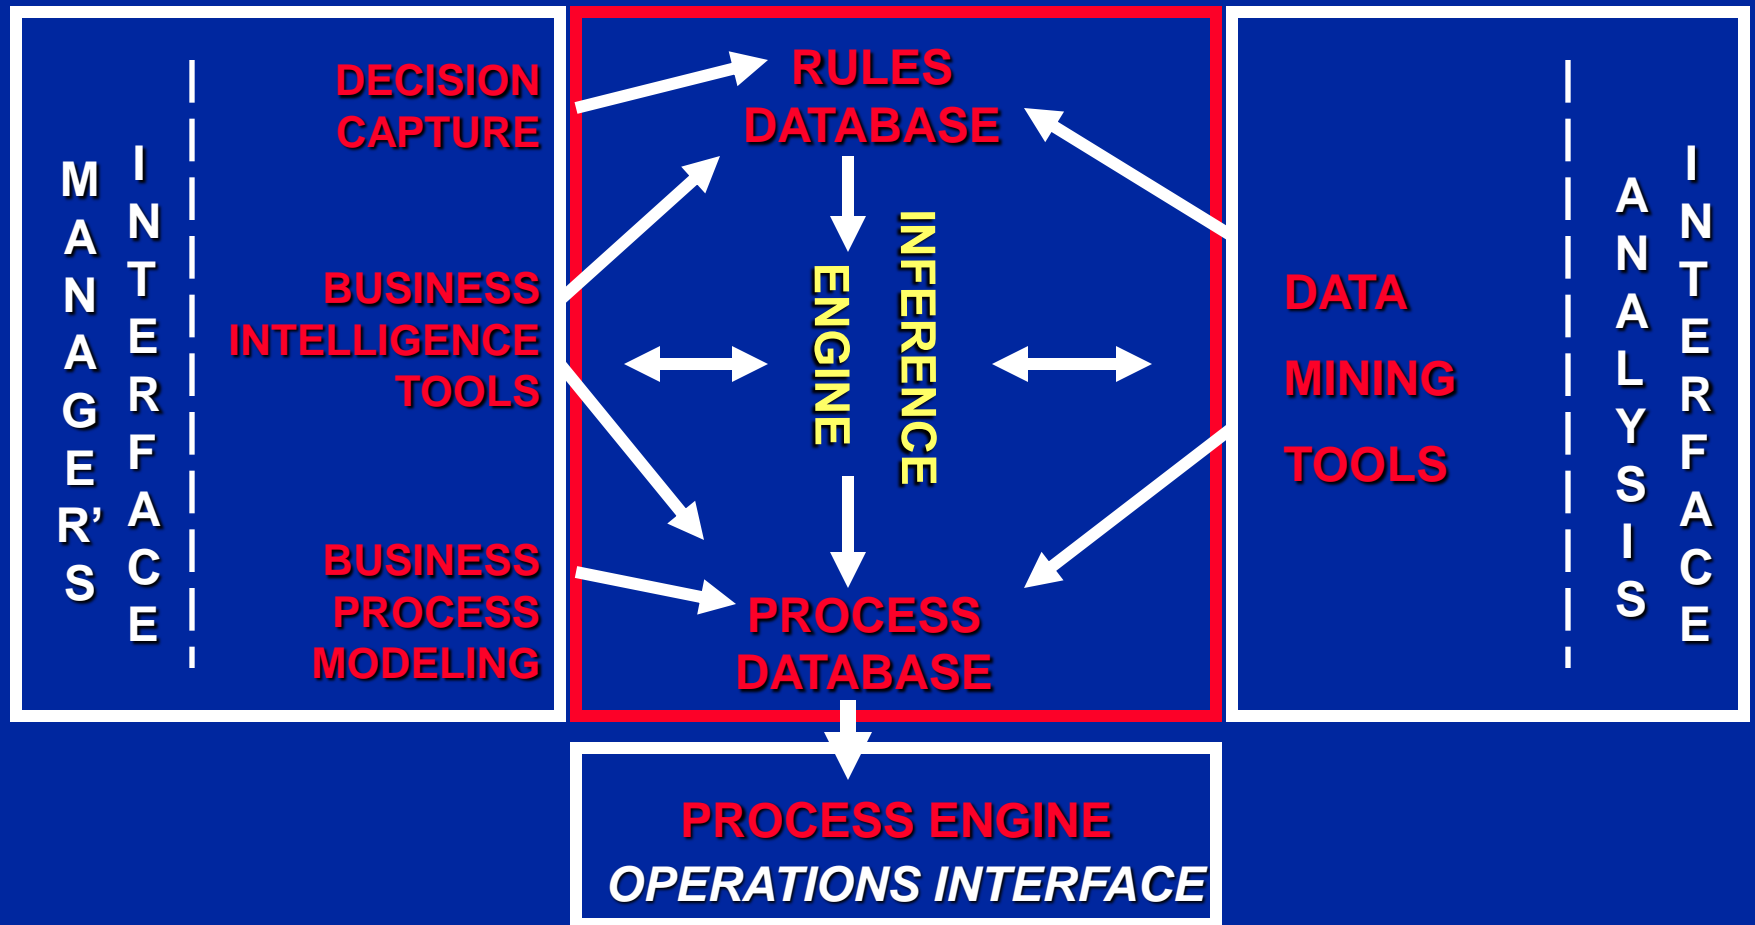 MANAGER’S
INTERFACE
DECISION
CAPTURE
BUSINESS
INTELLIGENCE
TOOLS
BUSINESS
PROCESS
MODELING
RULES
DATABASE
INFERENCE
ENGINE
PROCESS
DATABASE
DATA
MINING
TOOLS
ANALYSIS
INTERFACE
PROCESS ENGINE
OPERATIONS INTERFACE